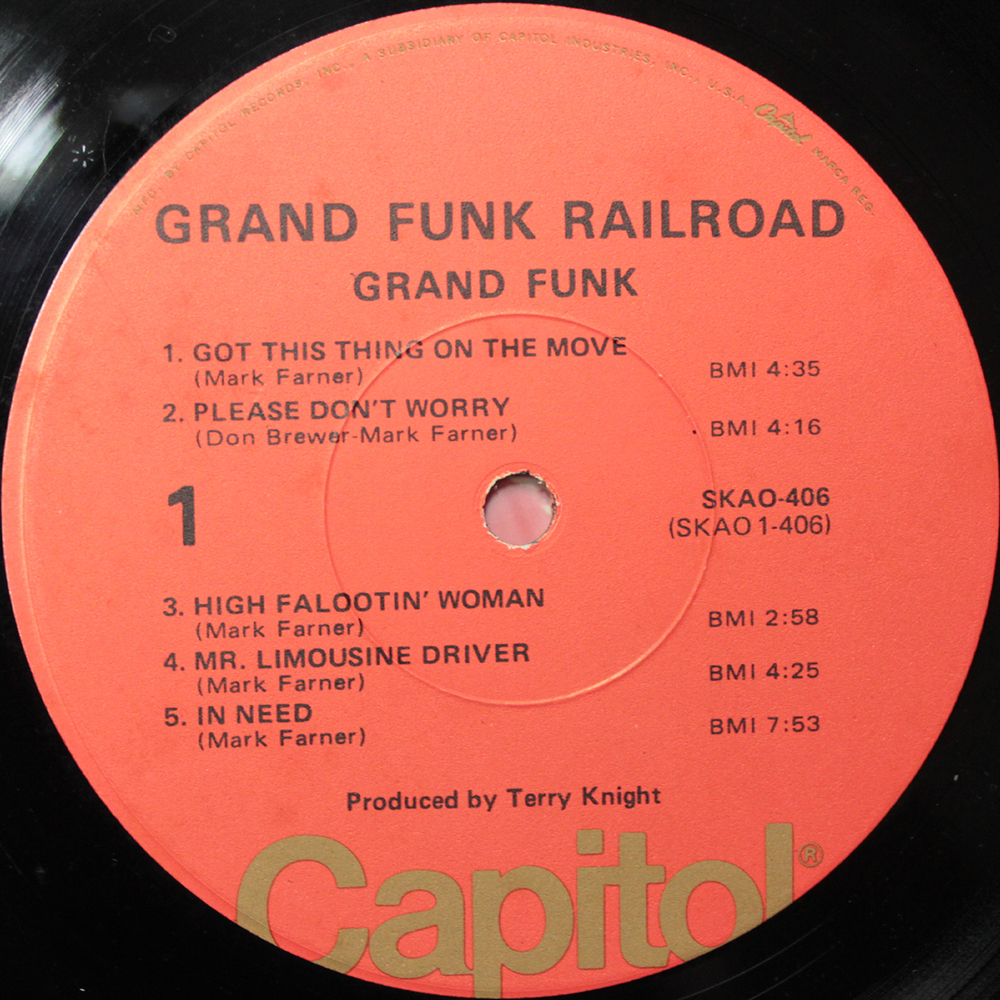 MFD. BY CAPITOL RECORDS, INC., A SUBSIDIARY OF CAPITOL INDUSTRIES, INC., U.S.A. Capitol MARCA REG.
GRAND FUNK RAILROAD
GRAND FUNK
1. GOT THIS THING ON THE MOVE
(Mark Farner) BMI 4:35
2. PLEASE DON'T WORRY
(Don Brewer-Mark Farner) BMI 4:16
1
SKAO-406
(SKAO 1-406)
3. HIGH FALOOTIN' WOMAN
(Mark Farner) BMI 2:58
4. MR. LIMOUSINE DRIVER
(Mark Farner) BMI 4:25
5. IN NEED
(Mark Farner) BMI 7:53
Produced by Terry Knight
Capitol®